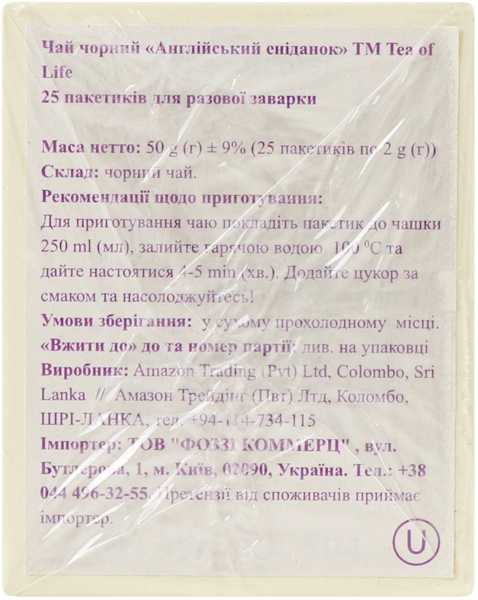 Чай чорний «Англійський сніданок» ТМ Tea of
Life
25 пакетиків для разової заварки
Маса нетто: 50 g (г) ± 9% (25 пакетиків по 2 g (г))
Склад: чорний чай.
Рекомендації щодо приготування:
Для приготування чаю покладіть пакетик до чашки
250 ml (мл), залийте гарячою водою 100 ⁰С та
дайте настоятися 4-5 min (хв.). Додайте цукор за
смаком та насолоджуйтесь!
Умови зберігання: у сухому прохолодному місці.
«Вжити до» до та номер партії: див. на упаковці
Виробник: Amazon Trading (Pvt) Ltd, Colombo, Sri
Lanka // Амазон Трейдінг (Пвт) Лтд, Коломбо,
ШРІ-ЛАНКА, тел. +94-114-734-115
Імпортер: ТОВ "ФОЗЗІ КОММЕРЦ" , вул.
Бутлерова, 1, м. Київ, 02090, Україна. Тел.: +38
044 496-32-55. Претензії від споживачів приймає
імпортер.
U